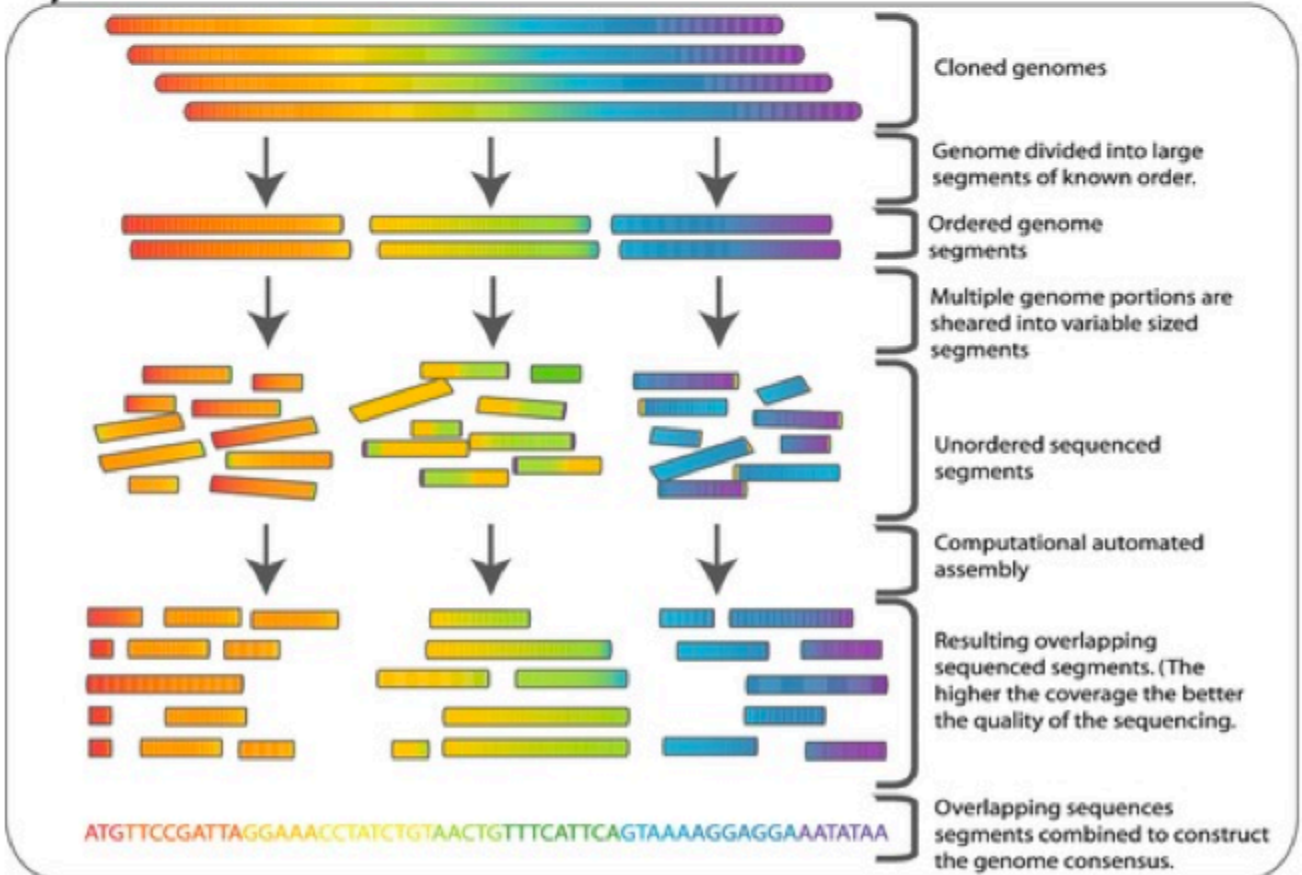 Cloned genomes
Genome divided into large
segments of known order.
Ordered genome
segments
Multiple genome portions are
sheared into variable sized
segments
Unordered sequenced
segments
Computational automated
assembly
Resulting overlapping
sequenced segments. (The
higher the coverage the better
the quality of the sequencing.
ATGTTCCGATTAGGAAACCTATCTGTAACTGTTTCATTCAGTAAAAGGAGGAAATATAA
Overlapping sequences
segments combined to construct
the genome consensus.